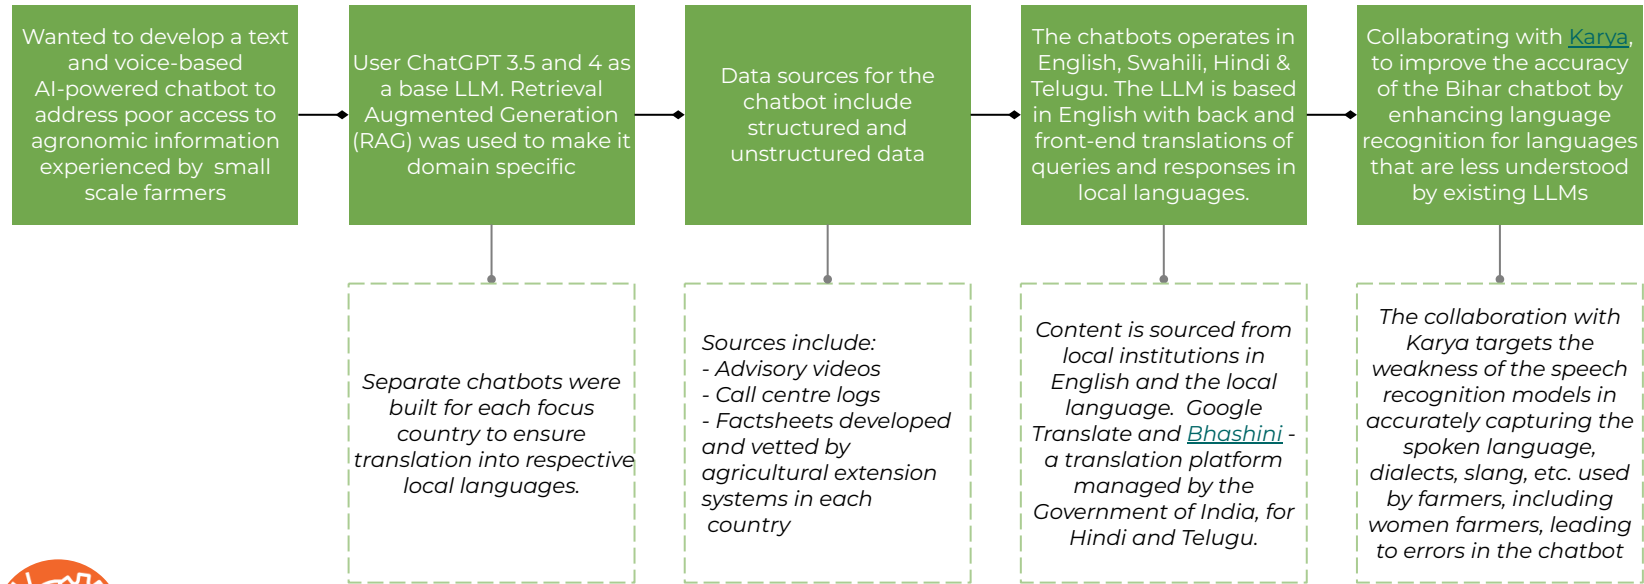 Wanted to develop a text
and voice-based
AI-powered chatbot to
address poor access to
agronomic information
experienced by  small
scale farmers
User ChatGPT 3.5 and 4 as
a base LLM. Retrieval
Augmented Generation
(RAG) was used to make it
domain specific
Data sources for the
chatbot include
structured and
unstructured data
The chatbots operates in
English, Swahili, Hindi &
Telugu. The LLM is based
in English with back and
front-end translations of
queries and responses in
local languages.
Collaborating with Karya,
to improve the accuracy
of the Bihar chatbot by
enhancing language
recognition for languages
that are less understood
by existing LLMs
Separate chatbots were
built for each focus
country to ensure
translation into respective
local languages.
Sources include:
- Advisory videos
- Call centre logs
- Factsheets developed
and vetted by
agricultural extension
systems in each
country
Content is sourced from
local institutions in
English and the local
language.  Google
Translate and Bhashini -
a translation platform
managed by the
Government of India, for
Hindi and Telugu.
The collaboration with
Karya targets the
weakness of the speech
recognition models in
accurately capturing the
spoken language,
dialects, slang, etc. used
by farmers, including
women farmers, leading
to errors in the chatbot